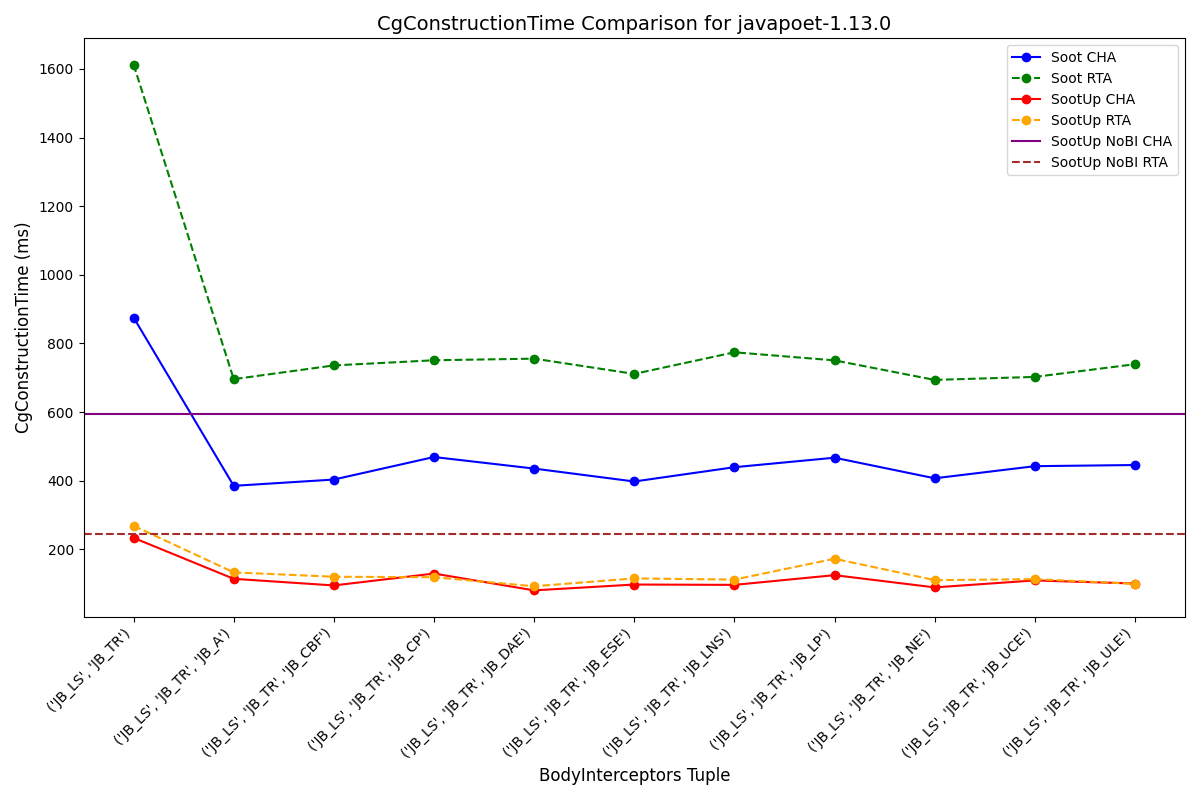 CgConstructionTime Comparison for javapoet-1.13.0
CgConstructionTime (ms)
1600
1400
1200
1000
800
600
400
200
Soot CHA
Soot RTA
SootUp CHA
SootUp RTA
SootUp NoBI CHA
SootUp NoBI RTA
('JB_LS', 'JB_TR')
('JB_LS', 'JB_TR', 'JB_A')
('JB_LS', 'JB_TR', 'JB_CBF')
('JB_LS', 'JB_TR', 'JB_CP')
('JB_LS', 'JB_TR', 'JB_DAE')
('JB_LS', 'JB_TR', 'JB_ESE')
('JB_LS', 'JB_TR', 'JB_LNS')
('JB_LS', 'JB_TR', 'JB_LP')
('JB_LS', 'JB_TR', 'JB_NE')
('JB_LS', 'JB_TR', 'JB_UCE')
('JB_LS', 'JB_TR', 'JB_ULE')
BodyInterceptors Tuple